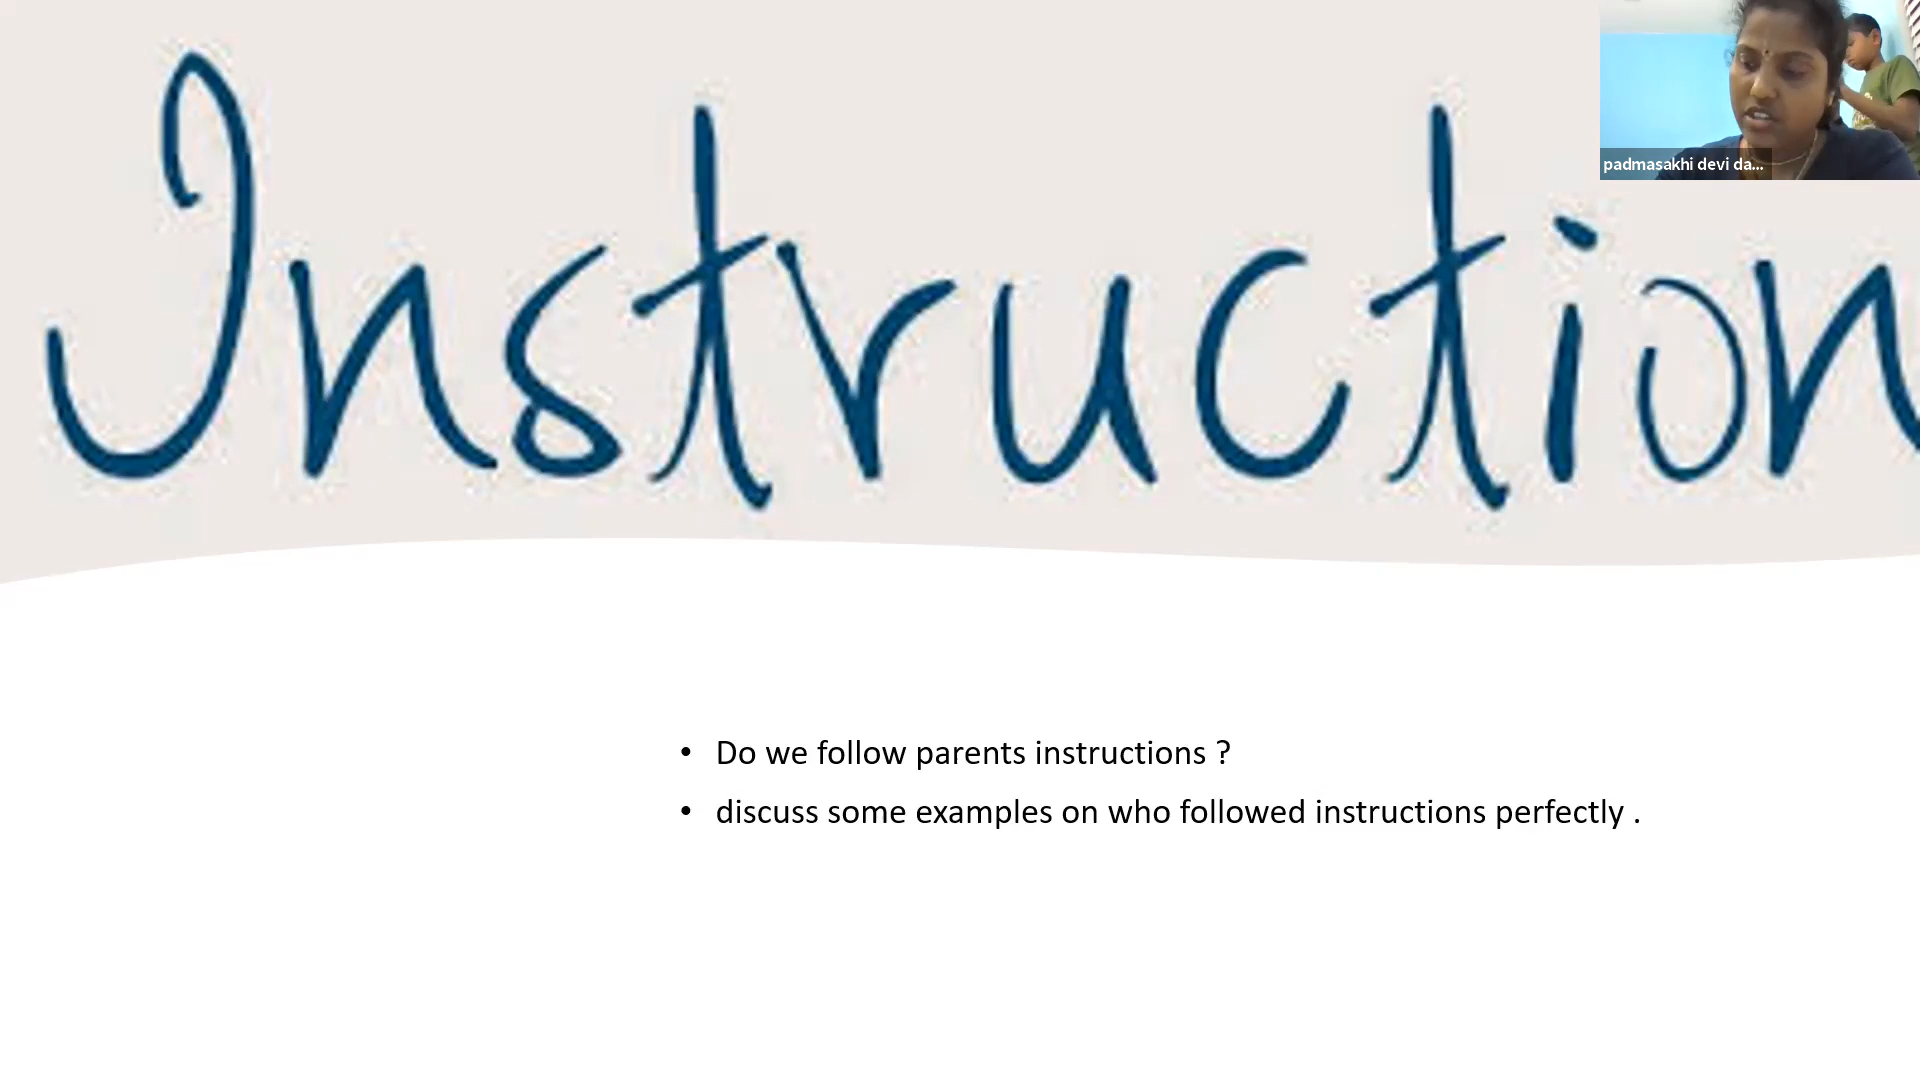 Instruction
padmasakhi devi da...
• Do we follow parents instructions ?
• discuss some examples on who followed instructions perfectly .